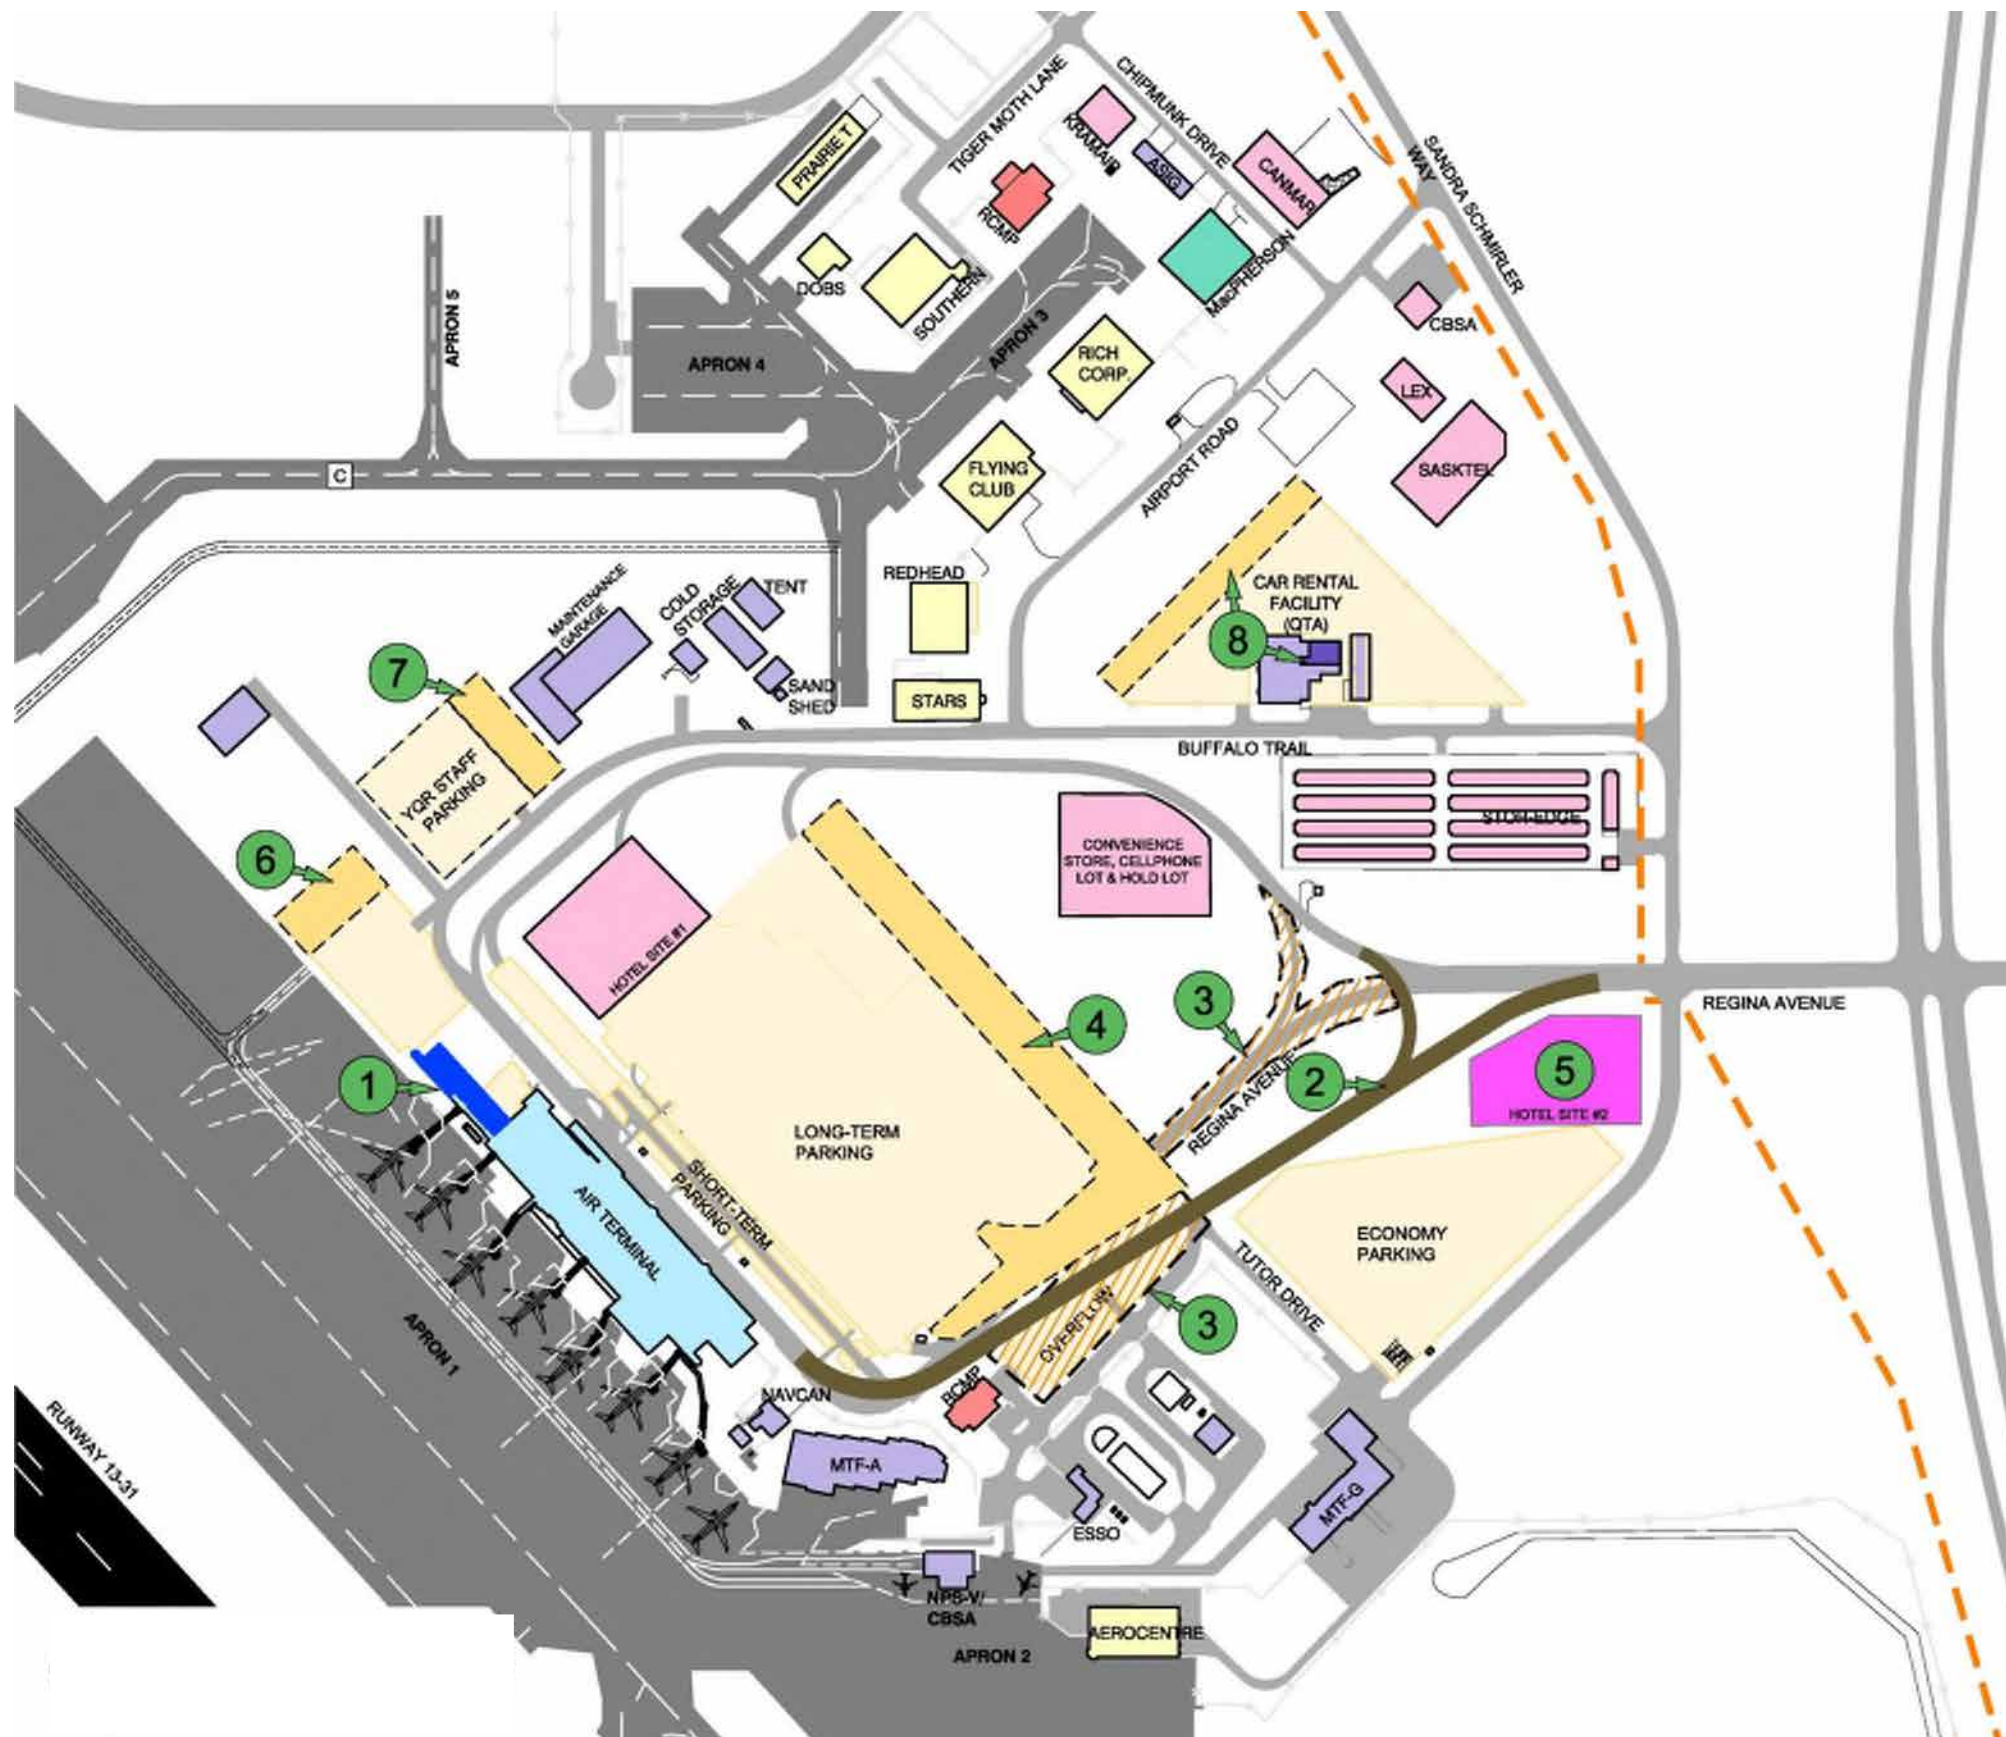 TIGER MOTH LANE
CHIPMUNK DRIVE
SANDRA SCHMIRLER
WAY
PRAIRIE T
KRAMAIR
ASIG
CANMAR
RCMP
MacPHERSON
DOBS
SOUTHERN
CBSA
APRON 5
APRON 4
APRON 3
RICH
CORP.
LEX
SASKTEL
C
FLYING
CLUB
AIRPORT ROAD
REDHEAD
CAR RENTAL
FACILITY
(QTA)
8
MAINTENANCE
GARAGE
COLD
STORAGE
TENT
SAND
SHED
STARS
7
YQR STAFF
PARKING
BUFFALO TRAIL
STOR-EDGE
6
CONVENIENCE
STORE, CELLPHONE
LOT & HOLD LOT
HOTEL SITE #1
3
4
REGINA AVENUE
REGINA AVENUE
2
5
HOTEL SITE #2
1
LONG-TERM
PARKING
SHORT-TERM
PARKING
AIR TERMINAL
ECONOMY
PARKING
TUTOR DRIVE
OVERFLOW
3
APRON 1
RUNWAY 13-31
NAVCAN
RCMP
MTF-A
MTF-G
ESSO
NPS-V/
CBSA
APRON 2
AEROCENTRE